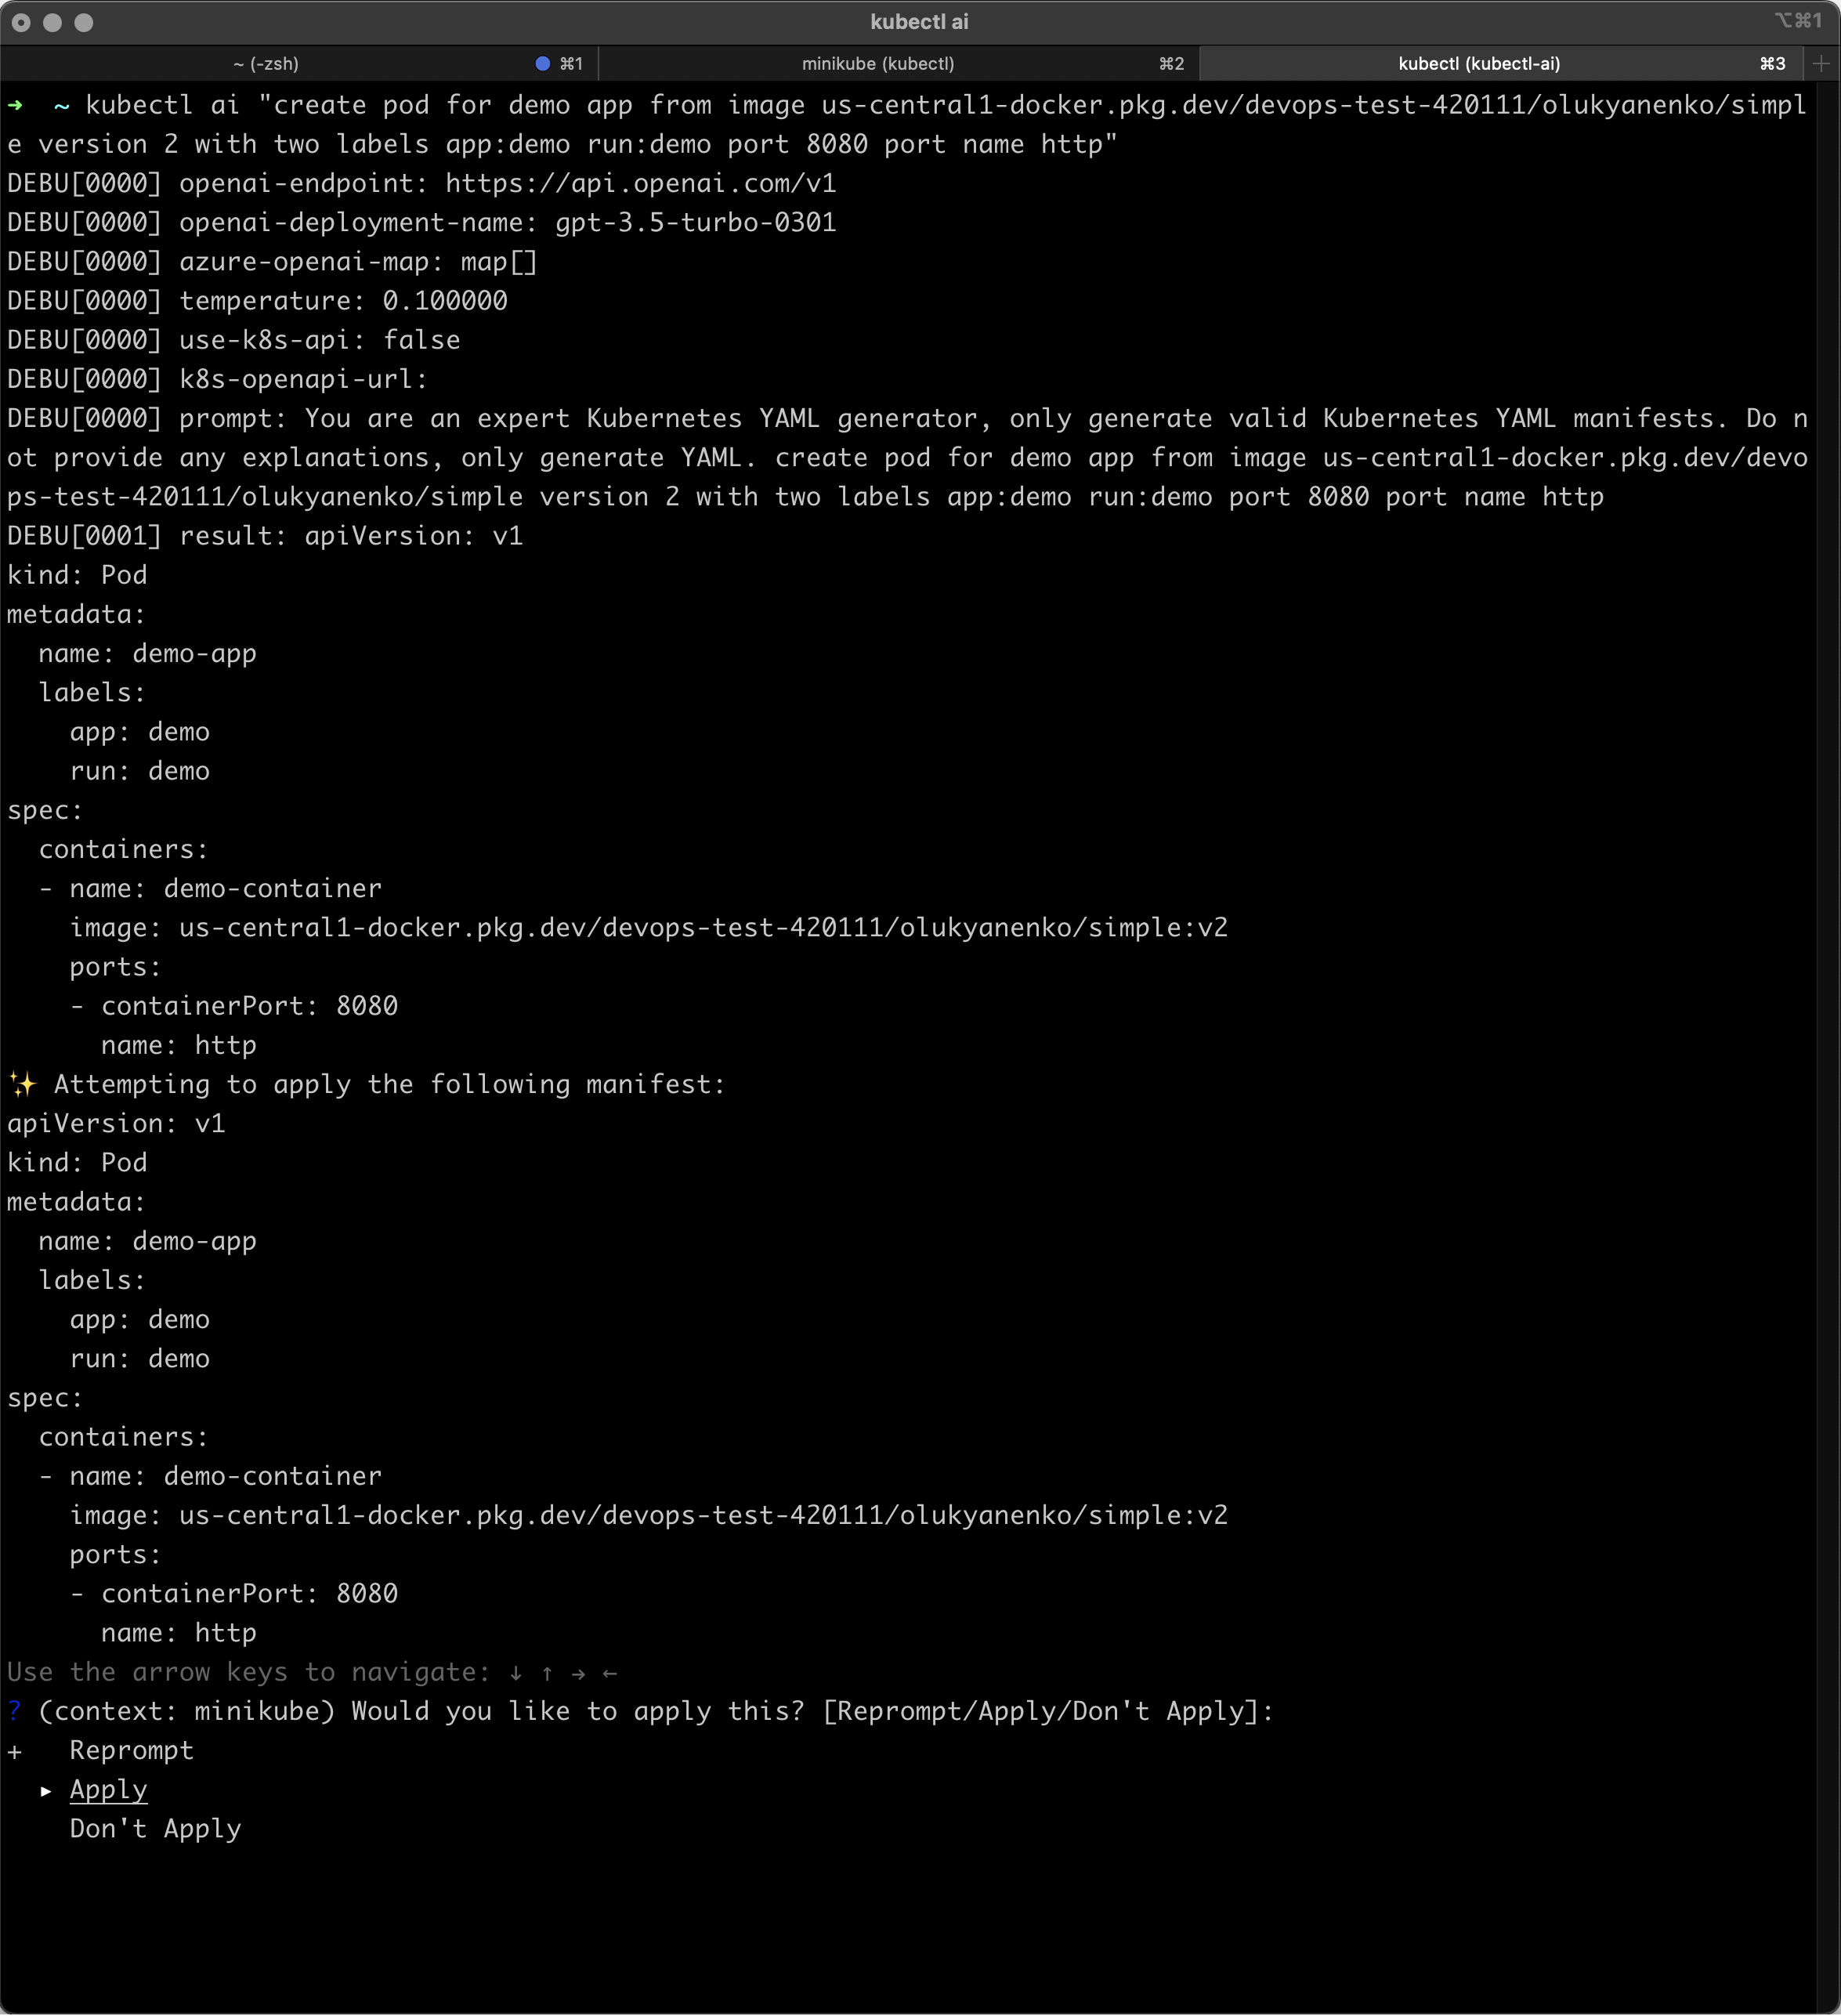 kubectl ai
⌥⌘1
~ (-zsh) ⌘1
minikube (kubectl) ⌘2
kubectl (kubectl-ai) ⌘3 +
➜  ~ kubectl ai "create pod for demo app from image us-central1-docker.pkg.dev/devops-test-420111/olukyanenko/simpl
e version 2 with two labels app:demo run:demo port 8080 port name http"
DEBU[0000] openai-endpoint: https://api.openai.com/v1
DEBU[0000] openai-deployment-name: gpt-3.5-turbo-0301
DEBU[0000] azure-openai-map: map[]
DEBU[0000] temperature: 0.100000
DEBU[0000] use-k8s-api: false
DEBU[0000] k8s-openapi-url:
DEBU[0000] prompt: You are an expert Kubernetes YAML generator, only generate valid Kubernetes YAML manifests. Do n
ot provide any explanations, only generate YAML. create pod for demo app from image us-central1-docker.pkg.dev/devo
ps-test-420111/olukyanenko/simple version 2 with two labels app:demo run:demo port 8080 port name http
DEBU[0001] result: apiVersion: v1
kind: Pod
metadata:
  name: demo-app
  labels:
    app: demo
    run: demo
spec:
  containers:
  - name: demo-container
    image: us-central1-docker.pkg.dev/devops-test-420111/olukyanenko/simple:v2
    ports:
    - containerPort: 8080
      name: http
✨ Attempting to apply the following manifest:
apiVersion: v1
kind: Pod
metadata:
  name: demo-app
  labels:
    app: demo
    run: demo
spec:
  containers:
  - name: demo-container
    image: us-central1-docker.pkg.dev/devops-test-420111/olukyanenko/simple:v2
    ports:
    - containerPort: 8080
      name: http
Use the arrow keys to navigate: ↓ ↑ → ←
? (context: minikube) Would you like to apply this? [Reprompt/Apply/Don't Apply]:
+   Reprompt
  ▸ Apply
    Don't Apply